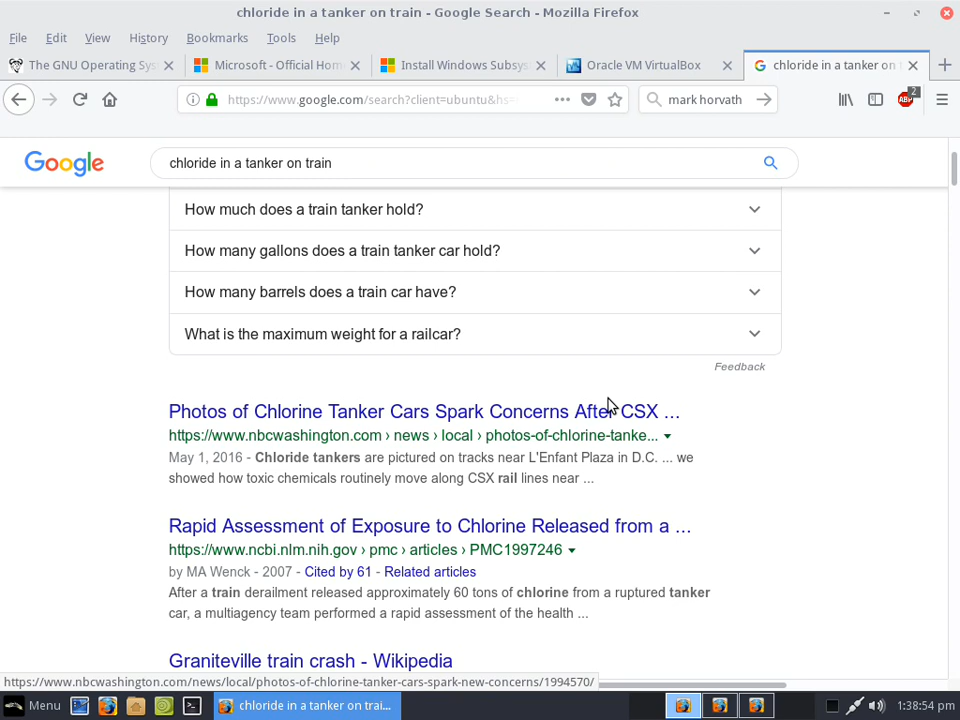 chloride in a tanker on train - Google Search - Mozilla Firefox
File Edit View History Bookmarks Tools Help
The GNU Operating Sys
Microsoft - Official Hom
Install Windows Subsys
Oracle VM VirtualBox
chloride in a tanker on t
https://www.google.com/search?client=ubuntu&hs=
mark horvath
ABP
2
Google
chloride in a tanker on train
How much does a train tanker hold?
How many gallons does a train tanker car hold?
How many barrels does a train car have?
What is the maximum weight for a railcar?
Feedback
Photos of Chlorine Tanker Cars Spark Concerns After CSX ...
https://www.nbcwashington.com › news › local › photos-of-chlorine-tanke...
May 1, 2016 - Chloride tankers are pictured on tracks near L'Enfant Plaza in D.C. ... we
showed how toxic chemicals routinely move along CSX rail lines near ...
Rapid Assessment of Exposure to Chlorine Released from a ...
https://www.ncbi.nlm.nih.gov › pmc › articles › PMC1997246
by MA Wenck - 2007 - Cited by 61 - Related articles
After a train derailment released approximately 60 tons of chlorine from a ruptured tanker
car, a multiagency team performed a rapid assessment of the health ...
Graniteville train crash - Wikipedia
https://www.nbcwashington.com/news/local/photos-of-chlorine-tanker-cars-spark-new-concerns/1994570/
Menu
chloride in a tanker on trai...
1:38:54 pm